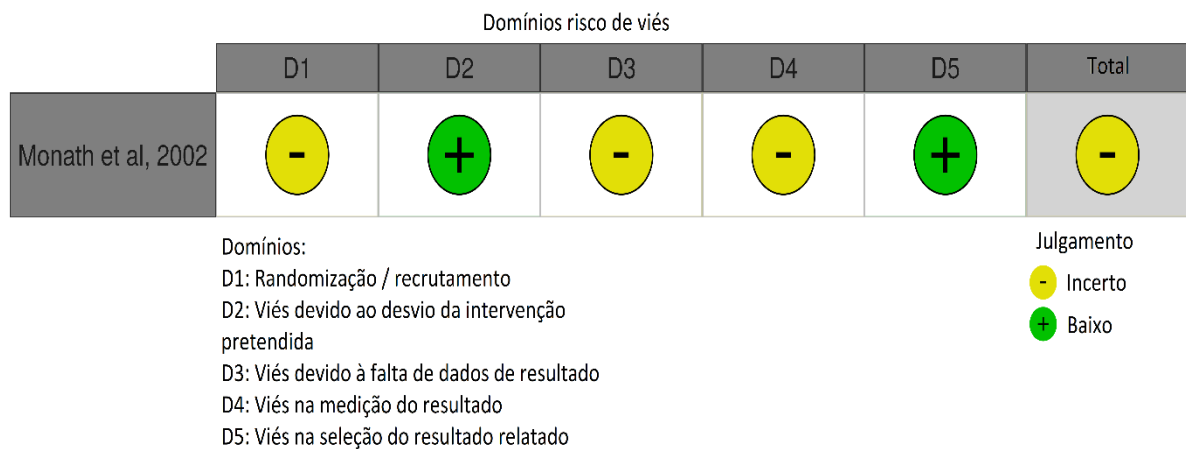 Domínios risco de viés
D1 D2 D3 D4 D5 Total
Monath et al, 2002 - + - - + -
Domínios:
D1: Randomização / recrutamento
D2: Viés devido ao desvio da intervenção
pretendida
D3: Viés devido à falta de dados de resultado
D4: Viés na medição do resultado
D5: Viés na seleção do resultado relatado
Julgamento
- Incerto
+ Baixo